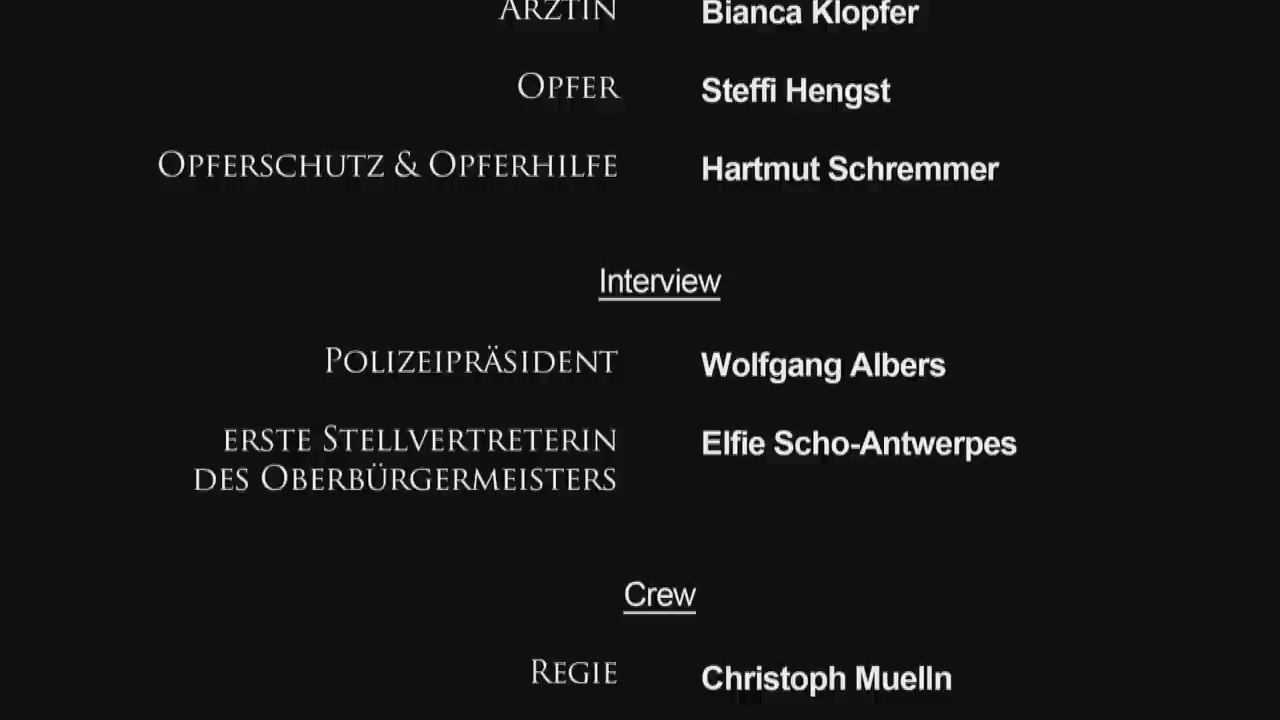 ÄRZTIN Bianca Klopfer
OPFER Steffi Hengst
OPFERSCHUTZ & OPFERHILFE Hartmut Schremmer
Interview
POLIZEIPRÄSIDENT Wolfgang Albers
ERSTE STELLVERTRETERIN Elfie Scho-Antwerpes
DES OBERBÜRGERMEISTERS
Crew
REGIE Christoph Muelln